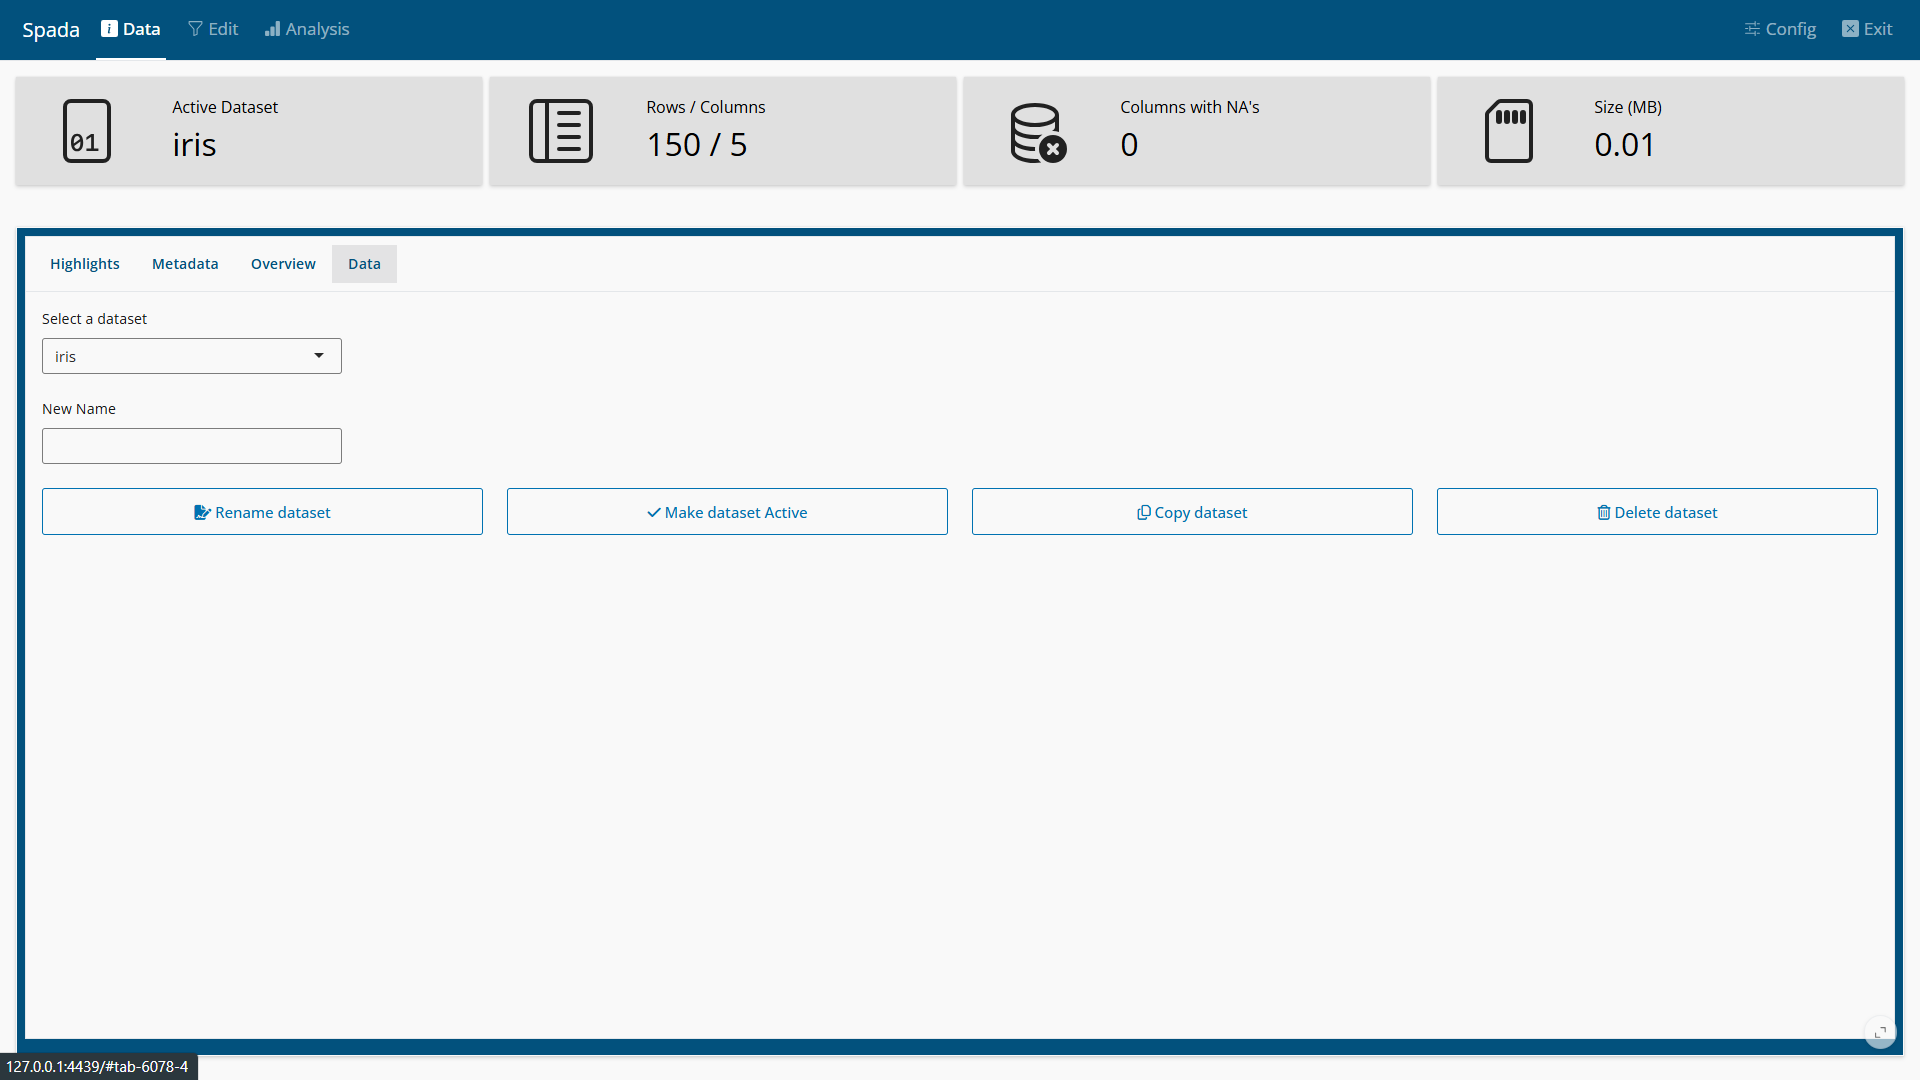 Spada Data Edit Analysis Config Exit
Active Dataset
iris
Rows / Columns
150 / 5
Columns with NA's
0
Size (MB)
0.01
01
Highlights Metadata Overview Data
Select a dataset
iris
New Name
Rename dataset Make dataset Active Copy dataset Delete dataset
127.0.0.1:4439/#tab-6078-4